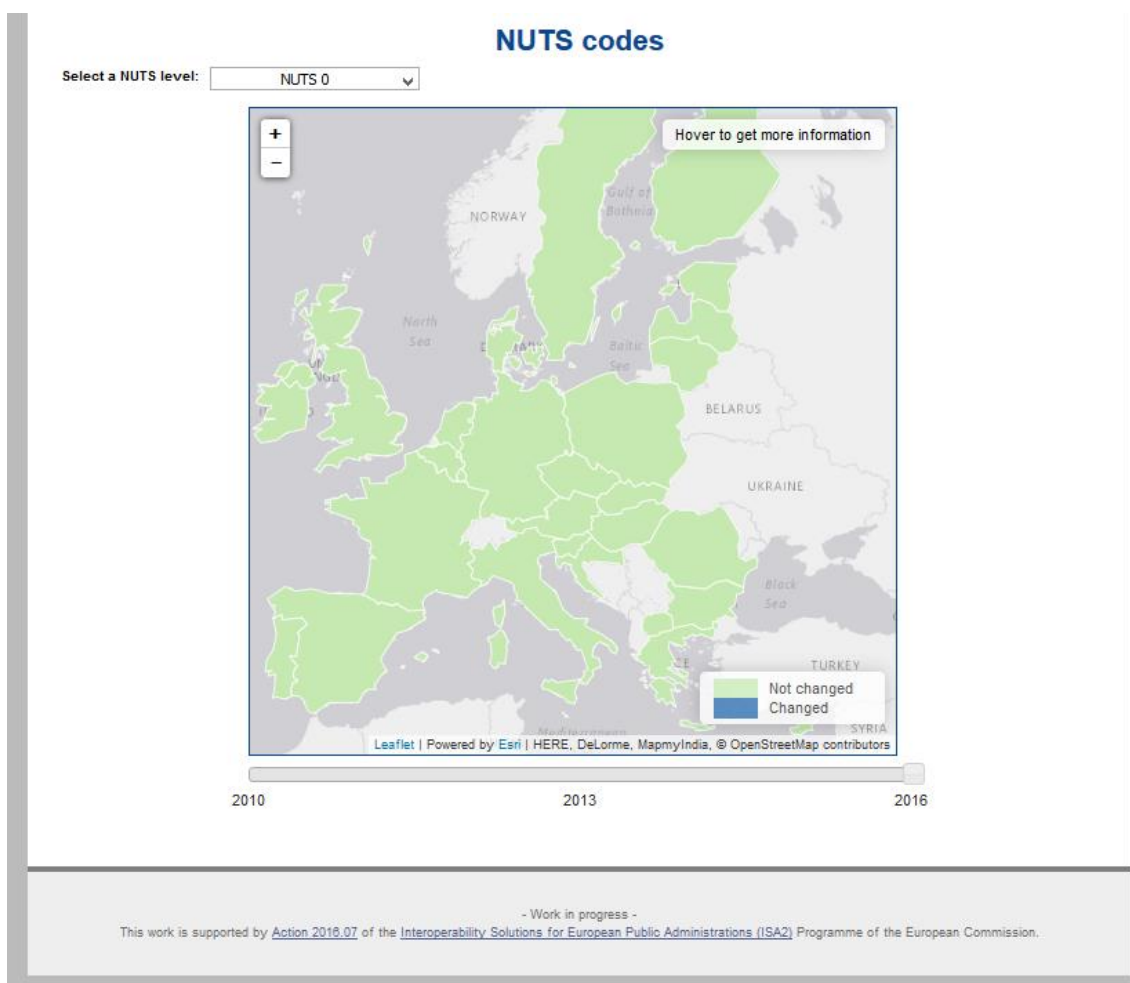 NUTS codes
Select a NUTS level: NUTS 0
+
Hover to get more information
−
Gulf of
Bothnia
NORWAY
North
Sea
Baltic
Sea
BELARUS
UKRAINE
Black
Sea
TURKEY
Not changed
Changed
SYRIA
Mediterranean
Leaflet | Powered by Esri | HERE, DeLorme, MapmyIndia, © OpenStreetMap contributors
2010 2013 2016
- Work in progress -
This work is supported by Action 2016.07 of the Interoperability Solutions for European Public Administrations (ISA2) Programme of the European Commission.